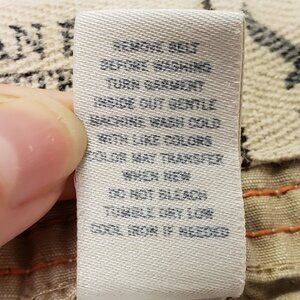 REMOVE BELT
BEFORE WASHING
TURN GARMENT
INSIDE OUT GENTLE
MACHINE WASH COLD
WITH LIKE COLORS
COLOR MAY TRANSFER
WHEN NEW
DO NOT BLEACH
TUMBLE DRY LOW
COOL IRON IF NEEDED